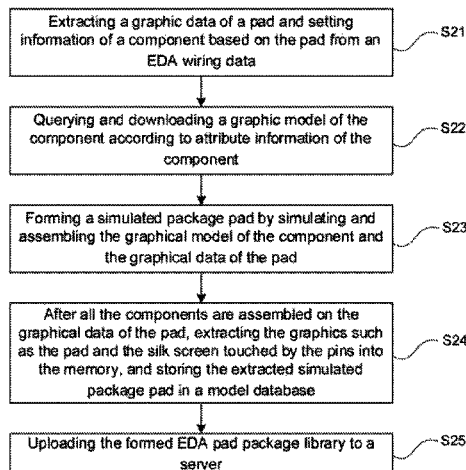 Extracting a graphic data of a pad and setting
information of a component based on the pad from an
EDA wiring data
S21
Querying and downloading a graphic model of the
component according to attribute information of the
component
S22
Forming a simulated package pad by simulating and
assembling the graphical model of the component and
the graphical data of the pad
S23
After all the components are assembled on the
graphical data of the pad, extracting the graphics such
as the pad and the silk screen touched by the pins into
the memory, and storing the extracted simulated
package pad in a model database
S24
Uploading the formed EDA pad package library to a
server
S25